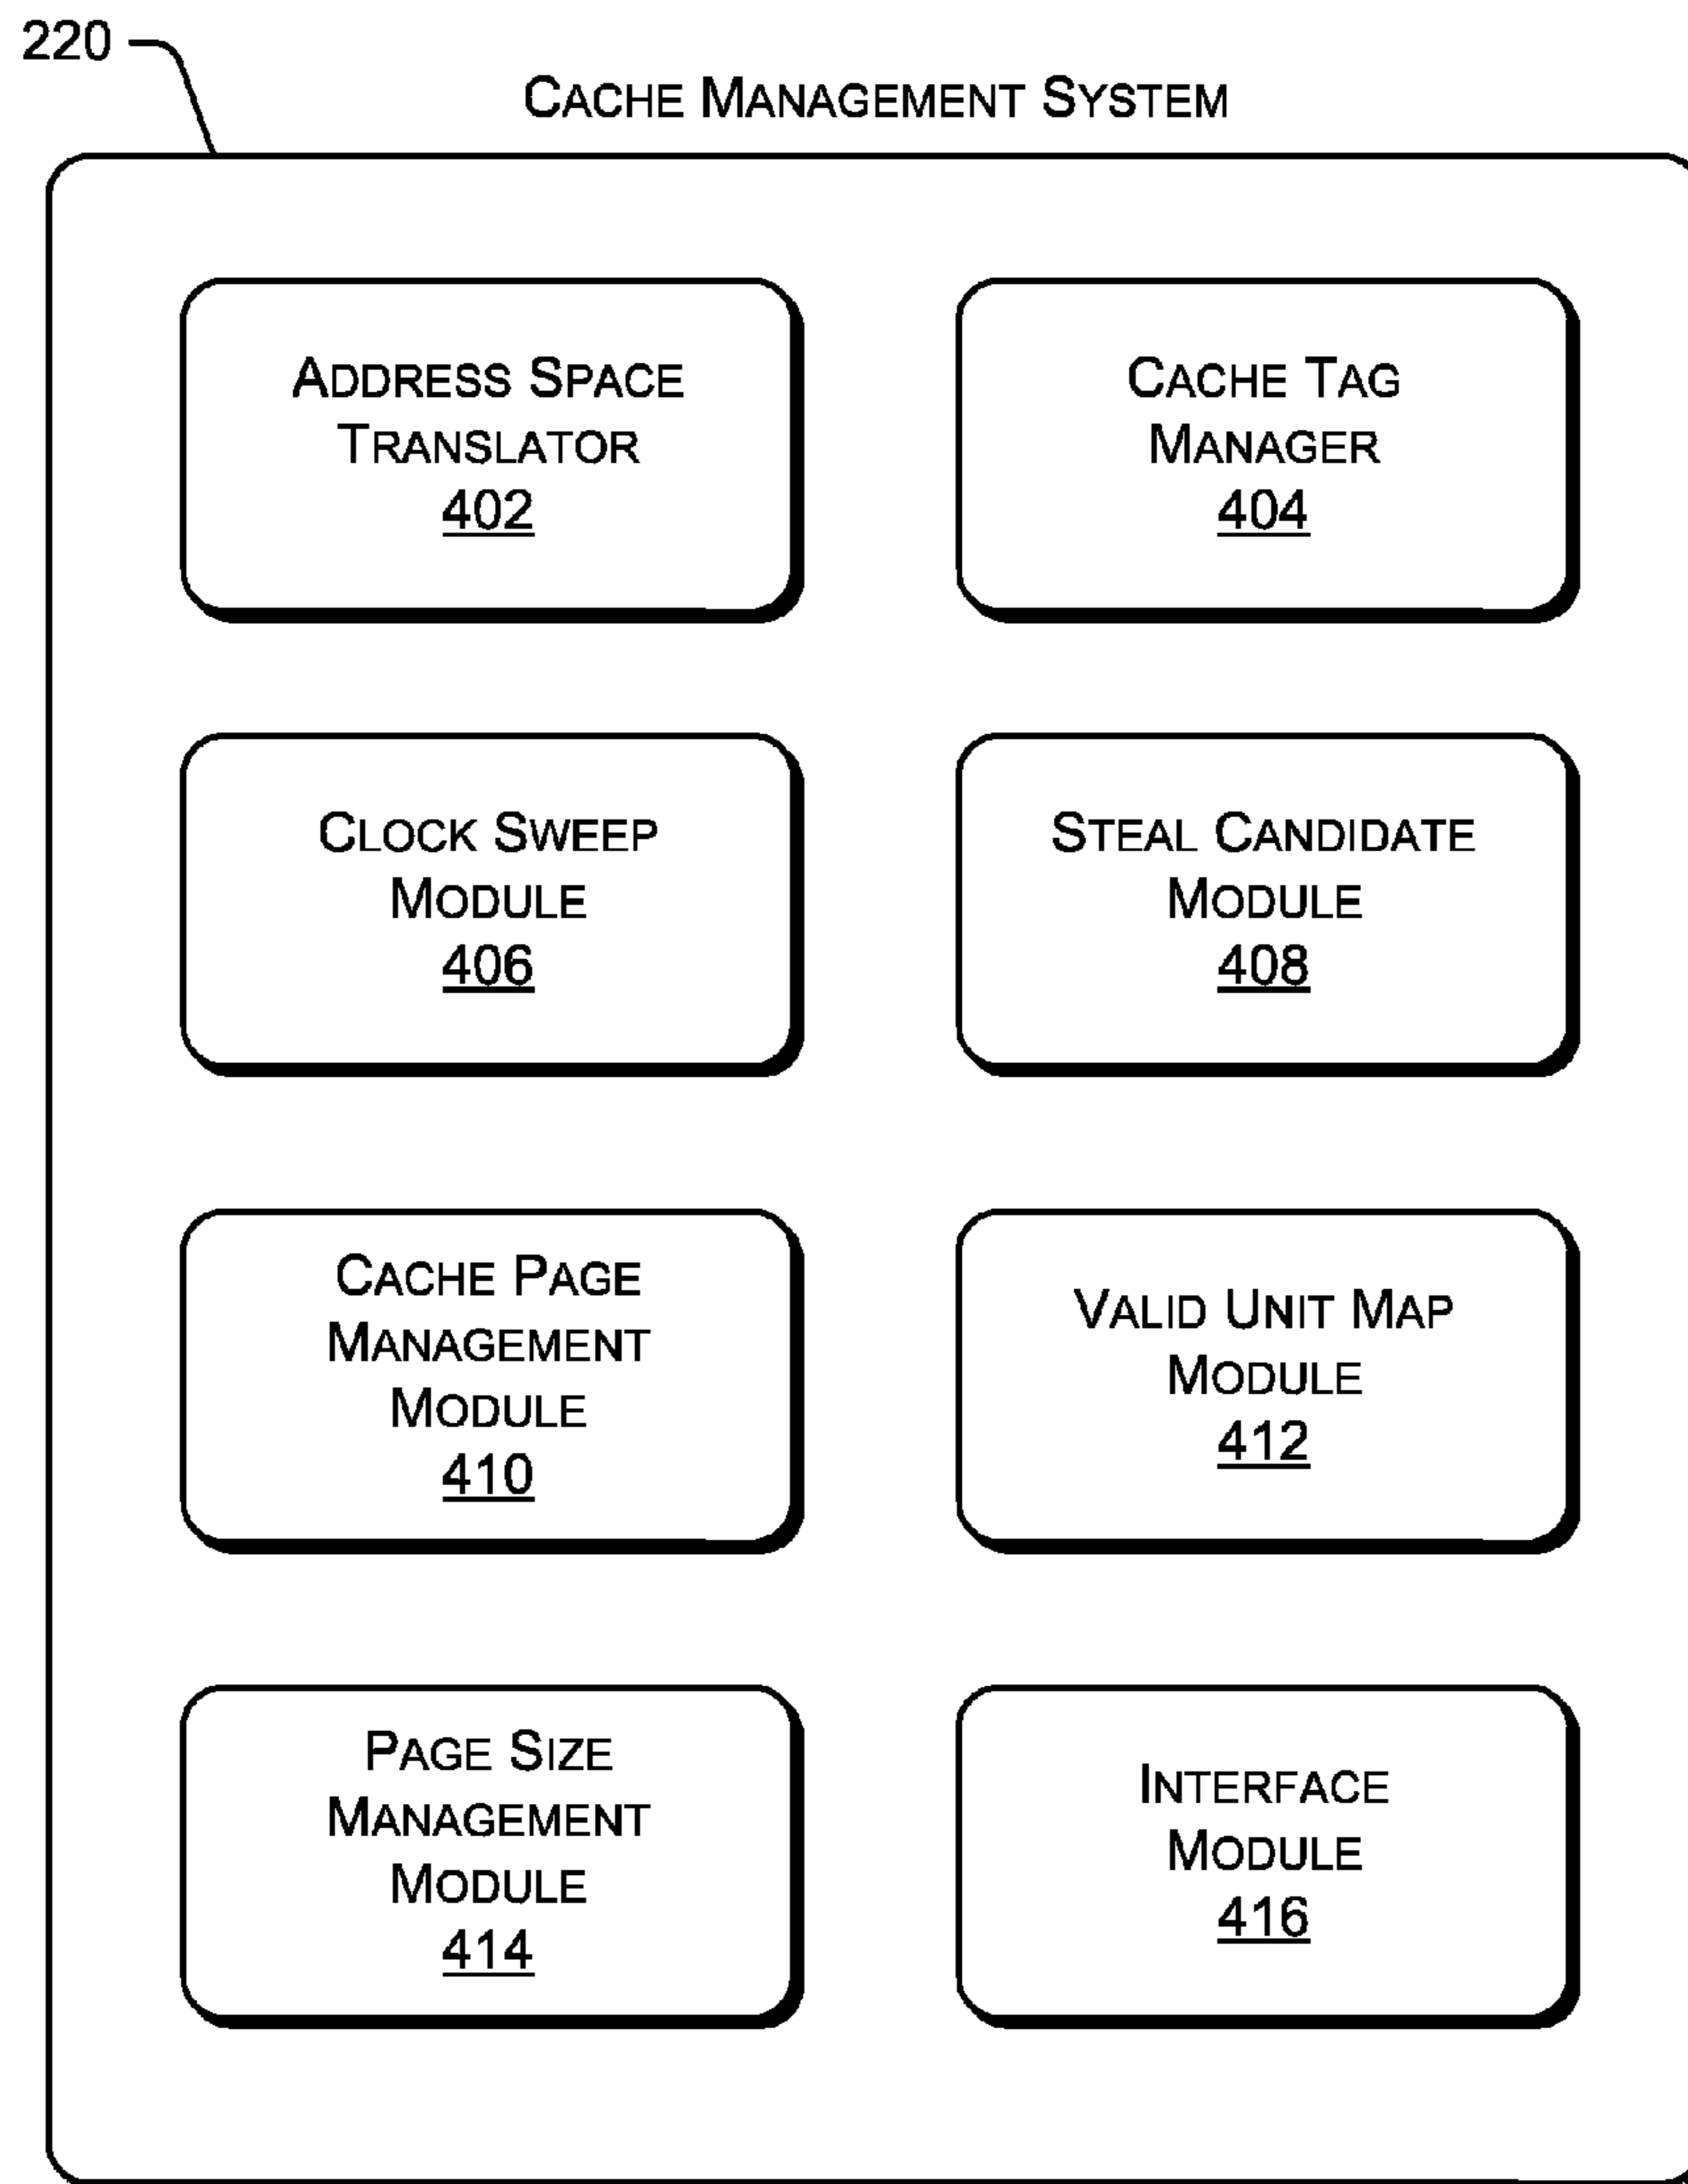 220
CACHE MANAGEMENT SYSTEM
ADDRESS SPACE
TRANSLATOR
402
CACHE TAG
MANAGER
404
CLOCK SWEEP
MODULE
406
STEAL CANDIDATE
MODULE
408
CACHE PAGE
MANAGEMENT
MODULE
410
VALID UNIT MAP
MODULE
412
PAGE SIZE
MANAGEMENT
MODULE
414
INTERFACE
MODULE
416